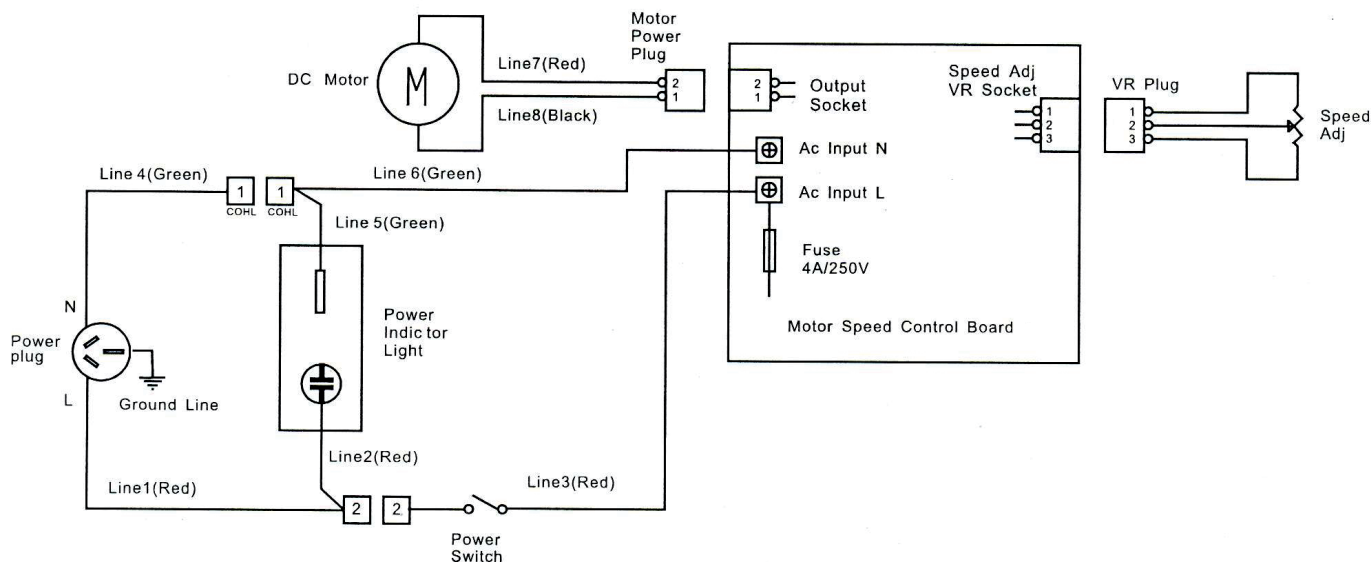 Motor
Power
Plug
DC Motor
M
Line7(Red)
Line8(Black)
2
1
2
1
Output
Socket
Speed Adj
VR Socket
1
2
3
VR Plug
1
2
3
Speed
Adj
Ac Input N
Ac Input L
Fuse
4A/250V
Motor Speed Control Board
Line 4(Green)
1
COHL
1
COHL
Line 6(Green)
Line 5(Green)
Power
Indic tor
Light
N
Power
plug
L
Ground Line
Line2(Red)
Line1(Red)
2
2
Line3(Red)
Power
Switch